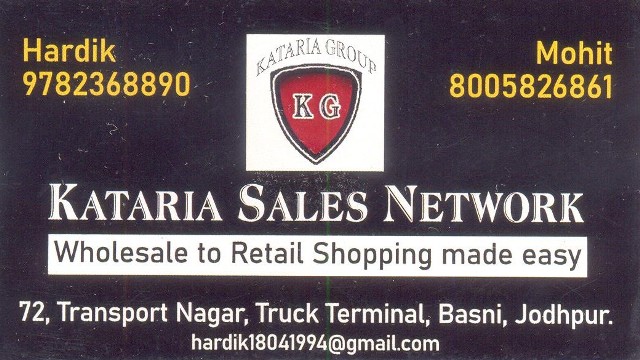 Hardik
9782368890
KATARIA GROUP
KG
Mohit
8005826861
KATARIA SALES NETWORK
Wholesale to Retail Shopping made easy
72, Transport Nagar, Truck Terminal, Basni, Jodhpur.
hardik18041994@gmail.com